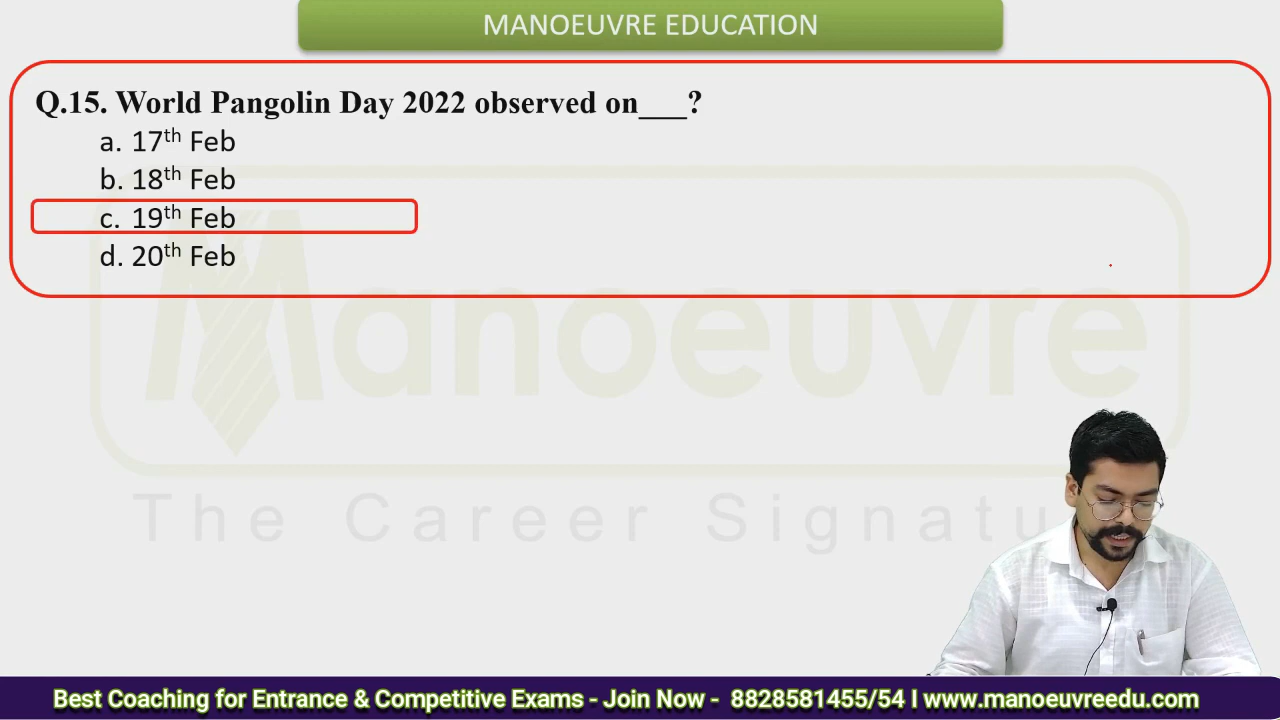 MANOEUVRE EDUCATION
Q.15. World Pangolin Day 2022 observed on___?
a. 17th Feb
b. 18th Feb
c. 19th Feb
d. 20th Feb
Manoeuvre
The Career Signatu
Best Coaching for Entrance & Competitive Exams - Join Now - 8828581455/54 I www.manoeuvreedu.com